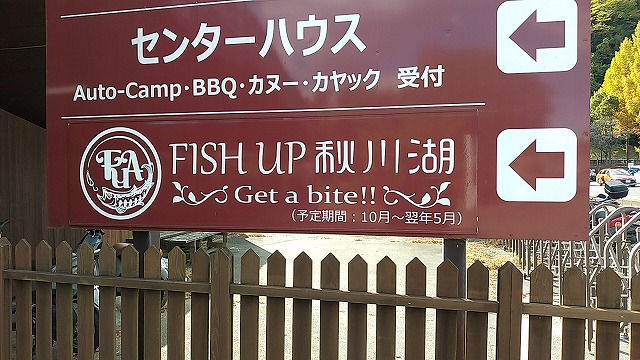 センターハウス
Auto-Camp・BBQ・カヌー・カヤック 受付
FUA
FISH UP 秋川湖
Get a bite!!
（予定期間：10月～翌年5月）